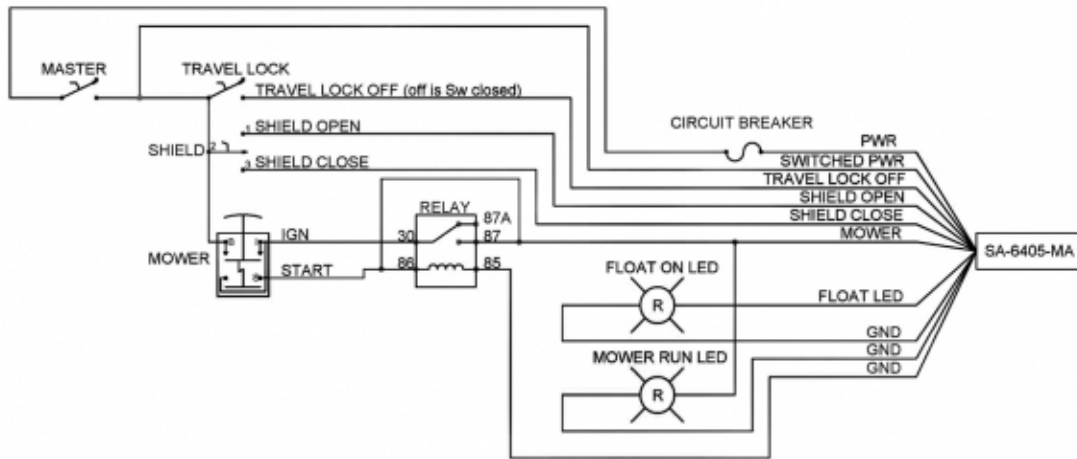 MASTER
TRAVEL LOCK
TRAVEL LOCK OFF (off is Sw closed)
1 SHIELD OPEN
SHIELD 2
3 SHIELD CLOSE
CIRCUIT BREAKER
PWR
SWITCHED PWR
TRAVEL LOCK OFF
SHIELD OPEN
SHIELD CLOSE
MOWER
SA-6405-MA
RELAY
87A
IGN
30
87
MOWER
START
86
85
FLOAT ON LED
R
FLOAT LED
GND
GND
GND
MOWER RUN LED
R